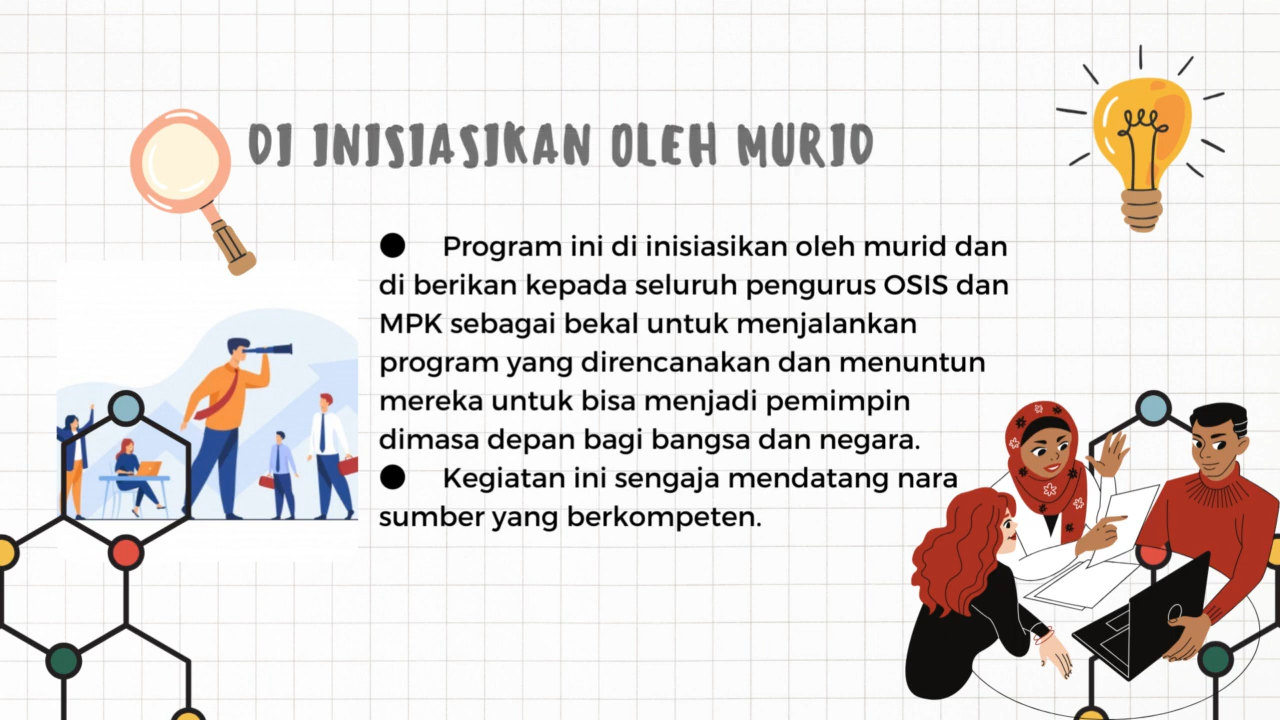 DI INISIASIKAN OLEH MURID
● Program ini di inisiasikan oleh murid dan
di berikan kepada seluruh pengurus OSIS dan
MPK sebagai bekal untuk menjalankan
program yang direncanakan dan menuntun
mereka untuk bisa menjadi pemimpin
dimasa depan bagi bangsa dan negara.
● Kegiatan ini sengaja mendatang nara
sumber yang berkompeten.